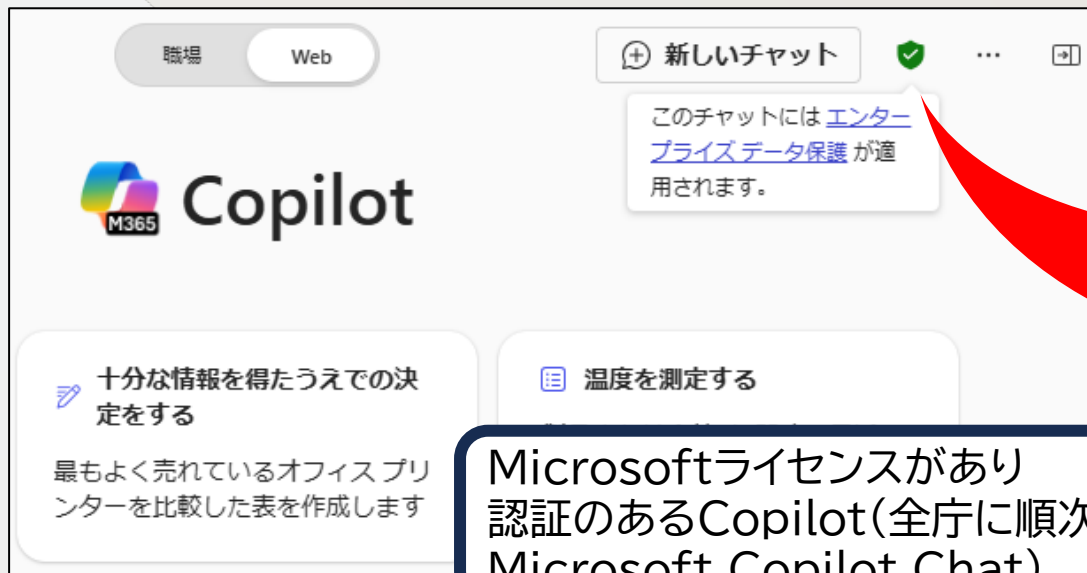 職場 Web 新しいチャット
このチャットには エンター
プライズ データ保護 が適
用されます。
M365 Copilot
十分な情報を得たうえでの決
定をする
最もよく売れているオフィス プリ
ンターを比較した表を作成します
温度を測定する
Microsoftライセンスがあり
認証のあるCopilot(全庁に順次
Microsoft Copilot Chat)